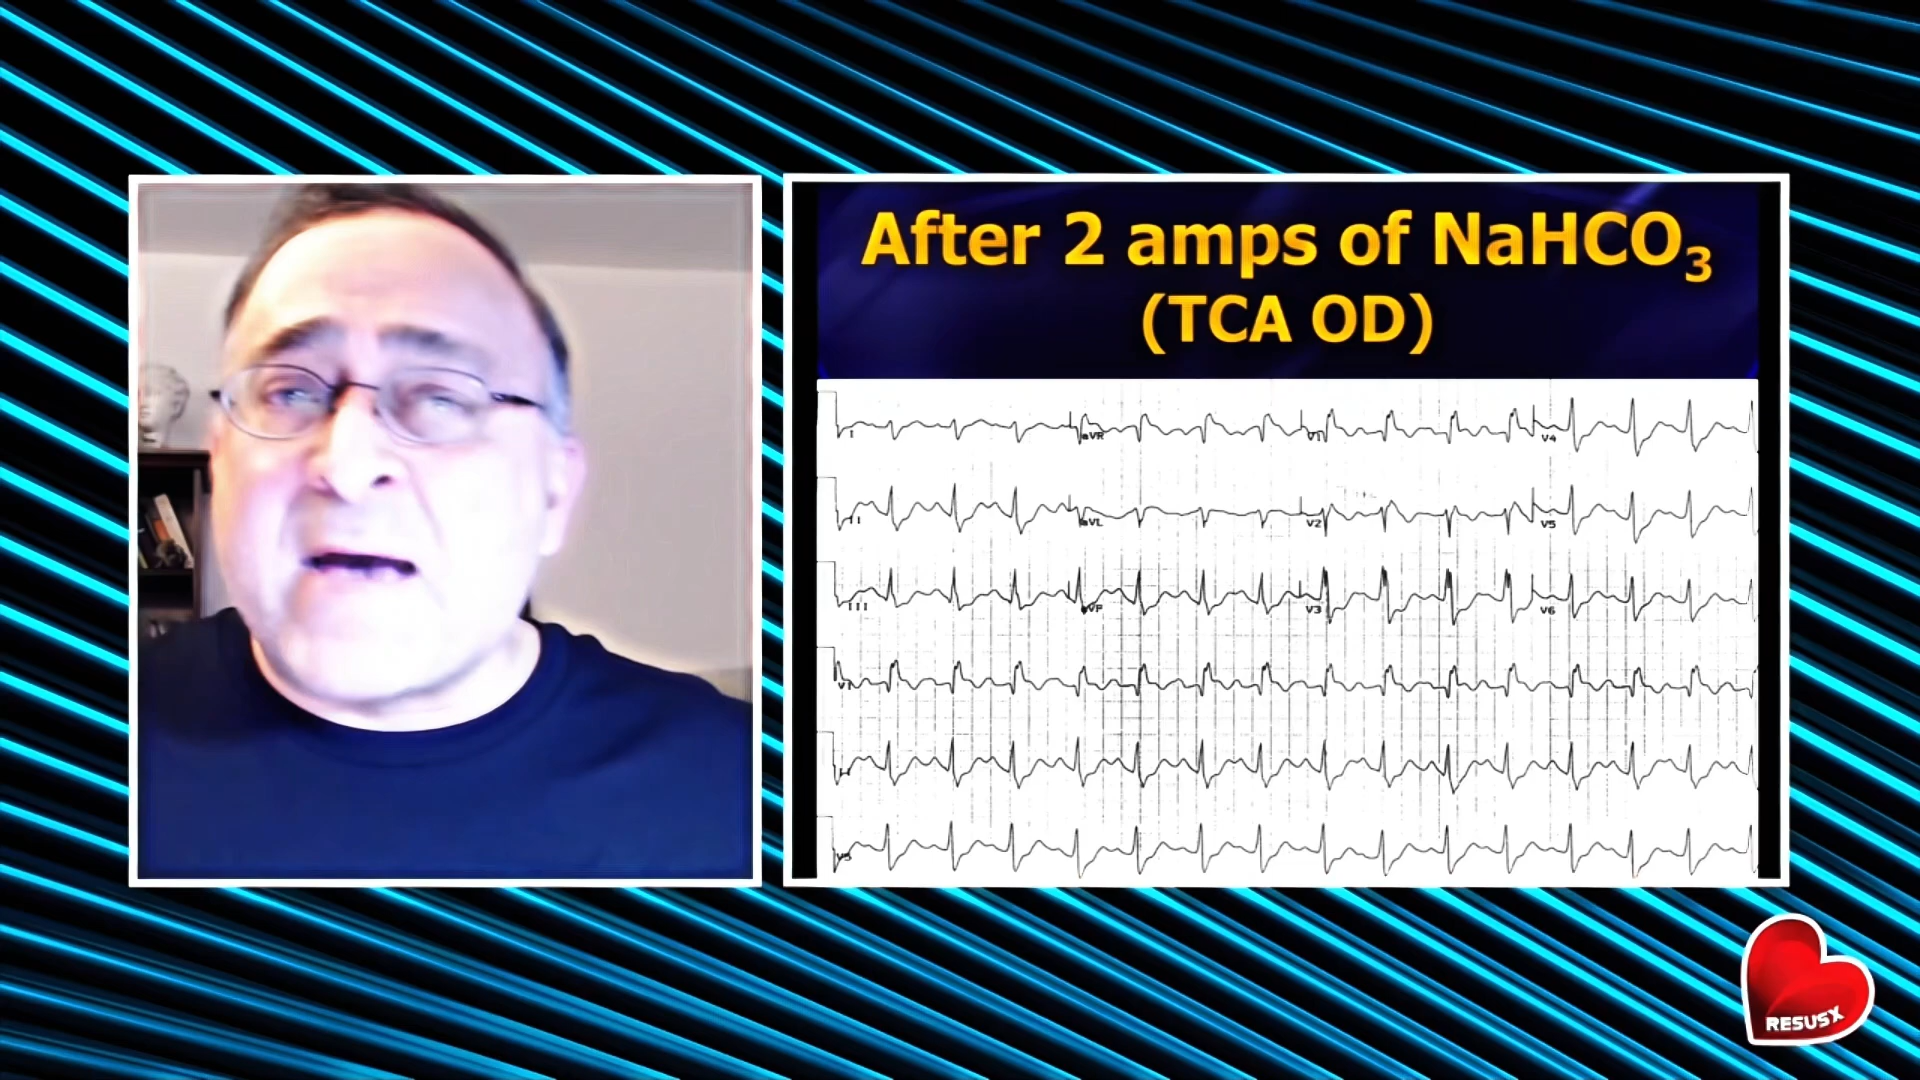 After 2 amps of NaHCO₃
(TCA OD)
I aVR V1 V4
II aVL V2 V5
III aVF V3 V6
V1
II
V5
RESUSX